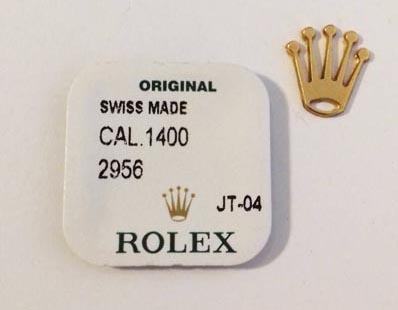 ORIGINAL
SWISS MADE
CAL.1400
2956
JT-04
ROLEX